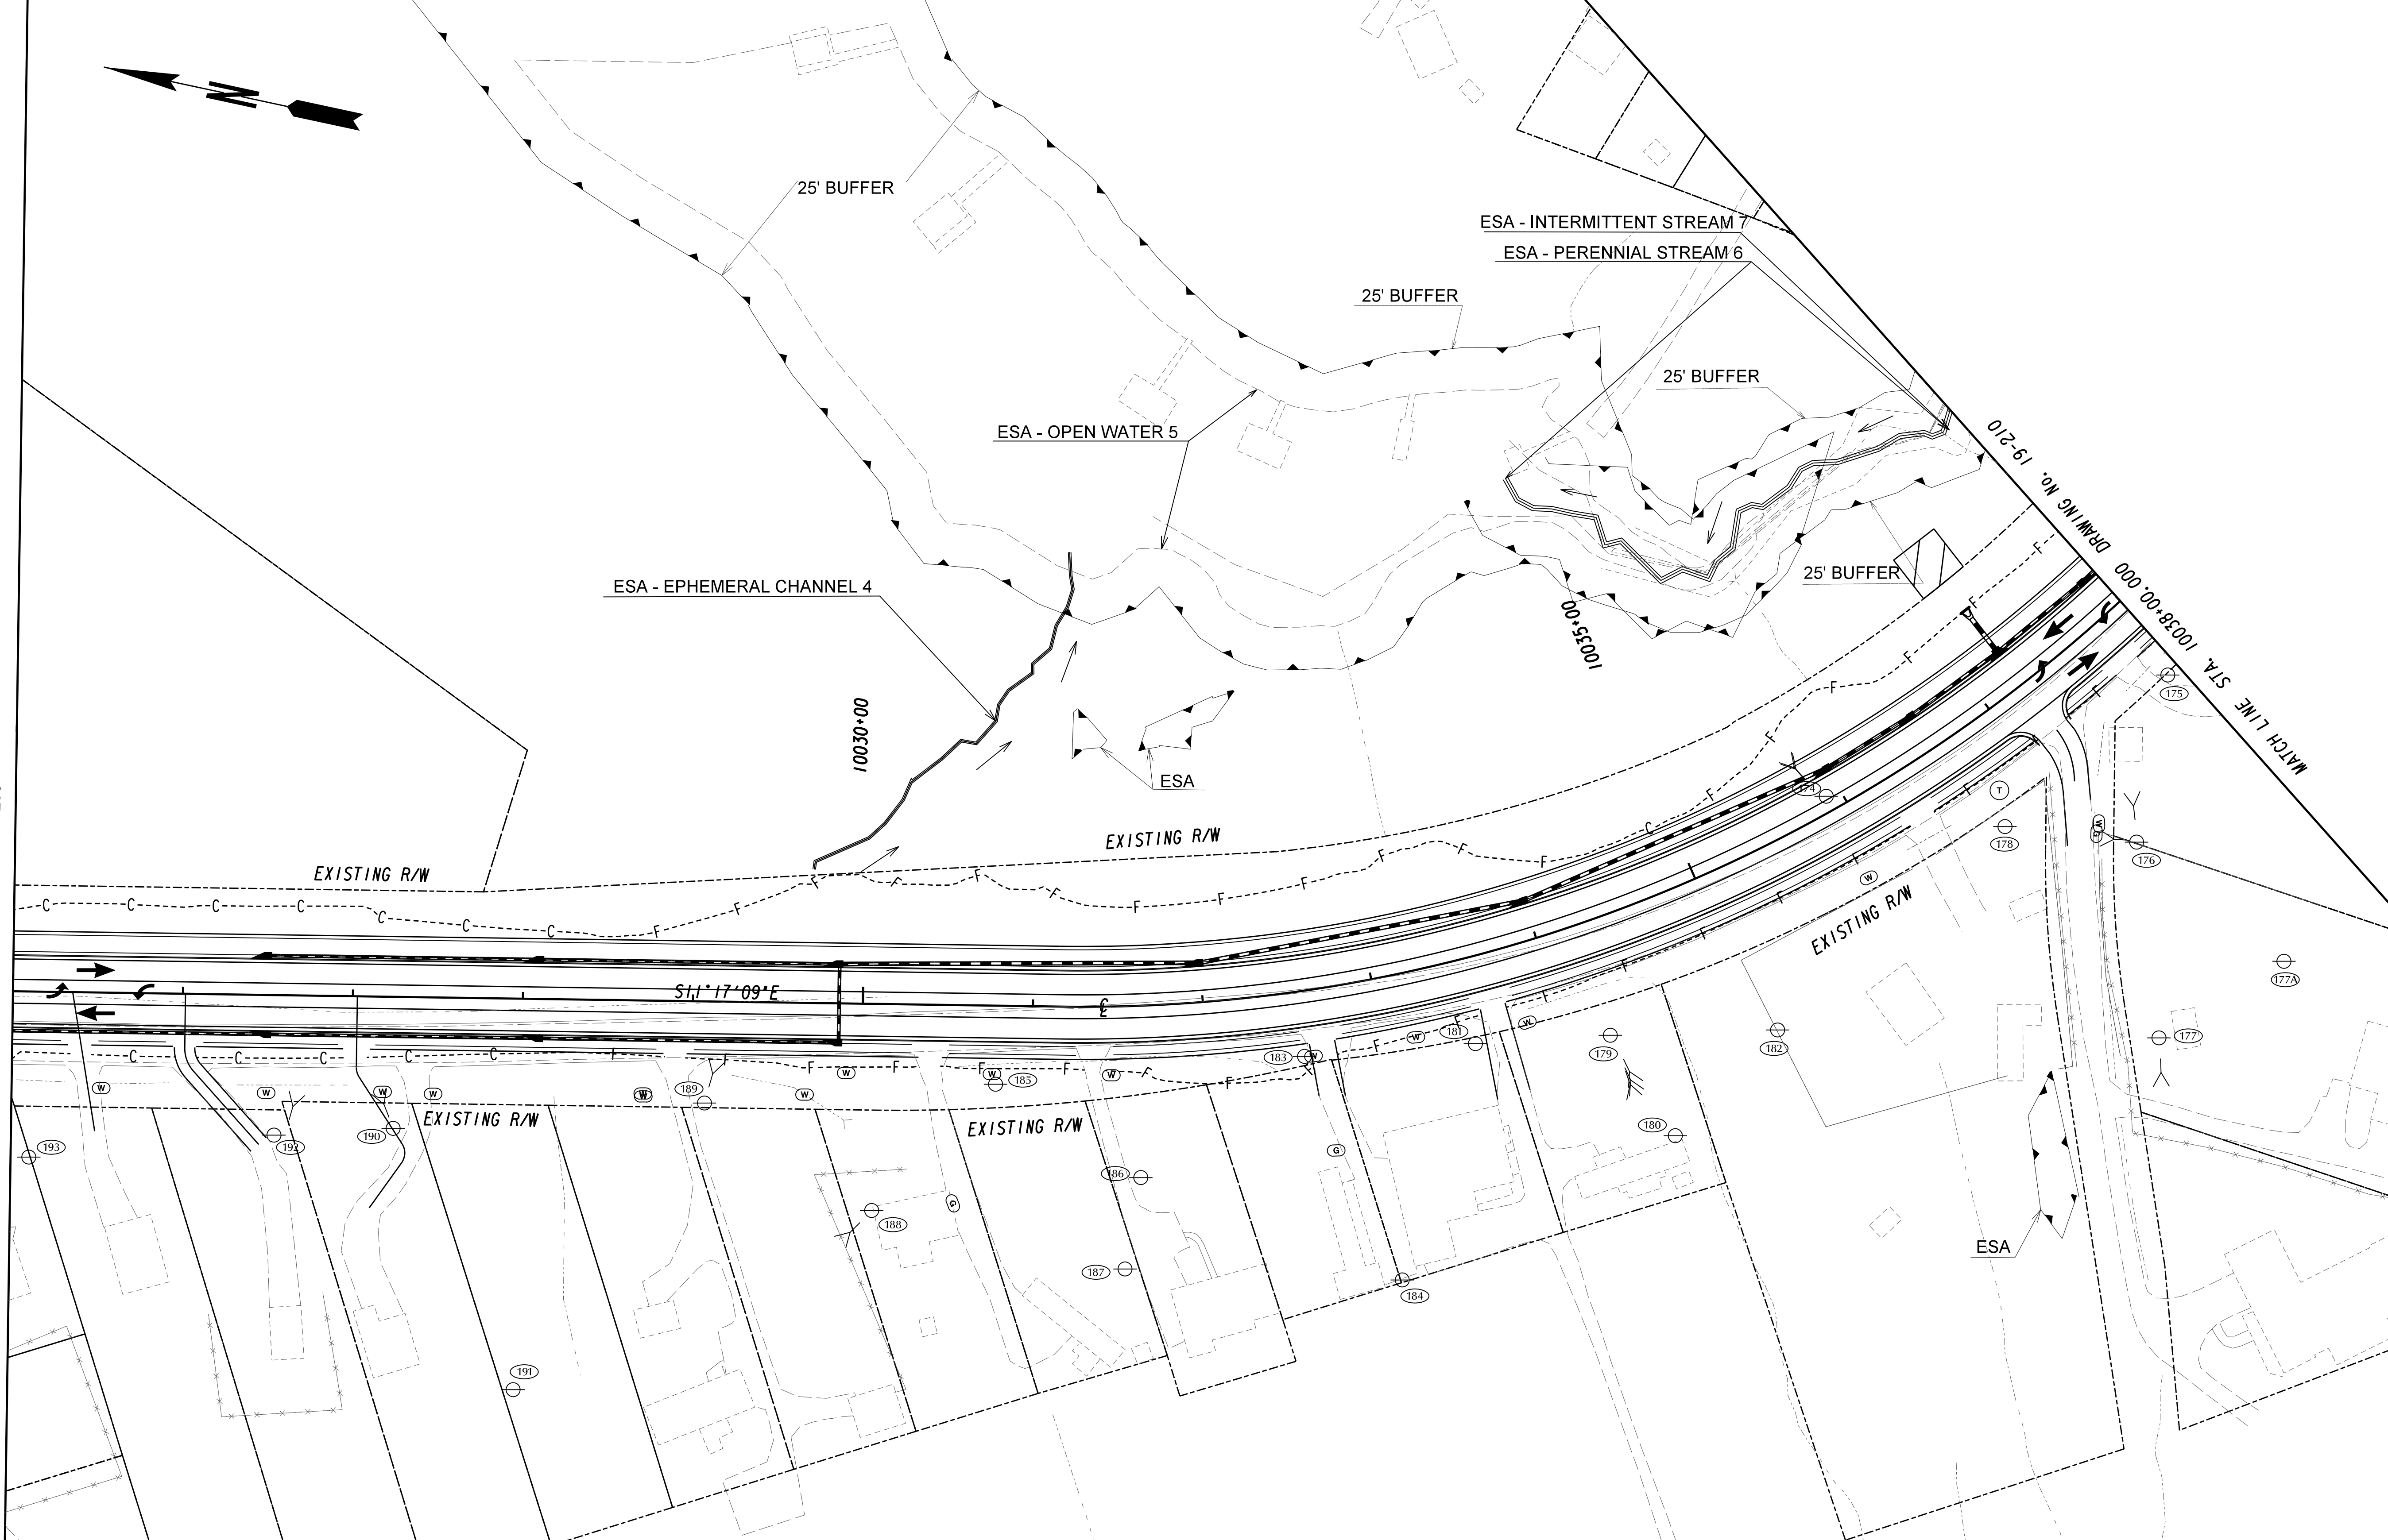 N
25' BUFFER
ESA - INTERMITTENT STREAM 7
ESA - PERENNIAL STREAM 6
25' BUFFER
25' BUFFER
ESA - OPEN WATER 5
25' BUFFER
ESA - EPHEMERAL CHANNEL 4
ESA
10030+00
10035+00
MATCH LINE STA. 10038+00.000 DRAWING No. 19-210
EXISTING R/W
EXISTING R/W
EXISTING R/W
EXISTING R/W
EXISTING R/W
S11°17'09"E
C C C C C C C F F F F F F F F F F F F C F F F F F F
C C C C C F F F F F F F F F F F F F F F
℄
W W W W W W W W W W W W W W
G G G
T
174
175
176
177
177A
178
179
180
181
182
183
184
185
186
187
188
189
190
191
192
193
ESA